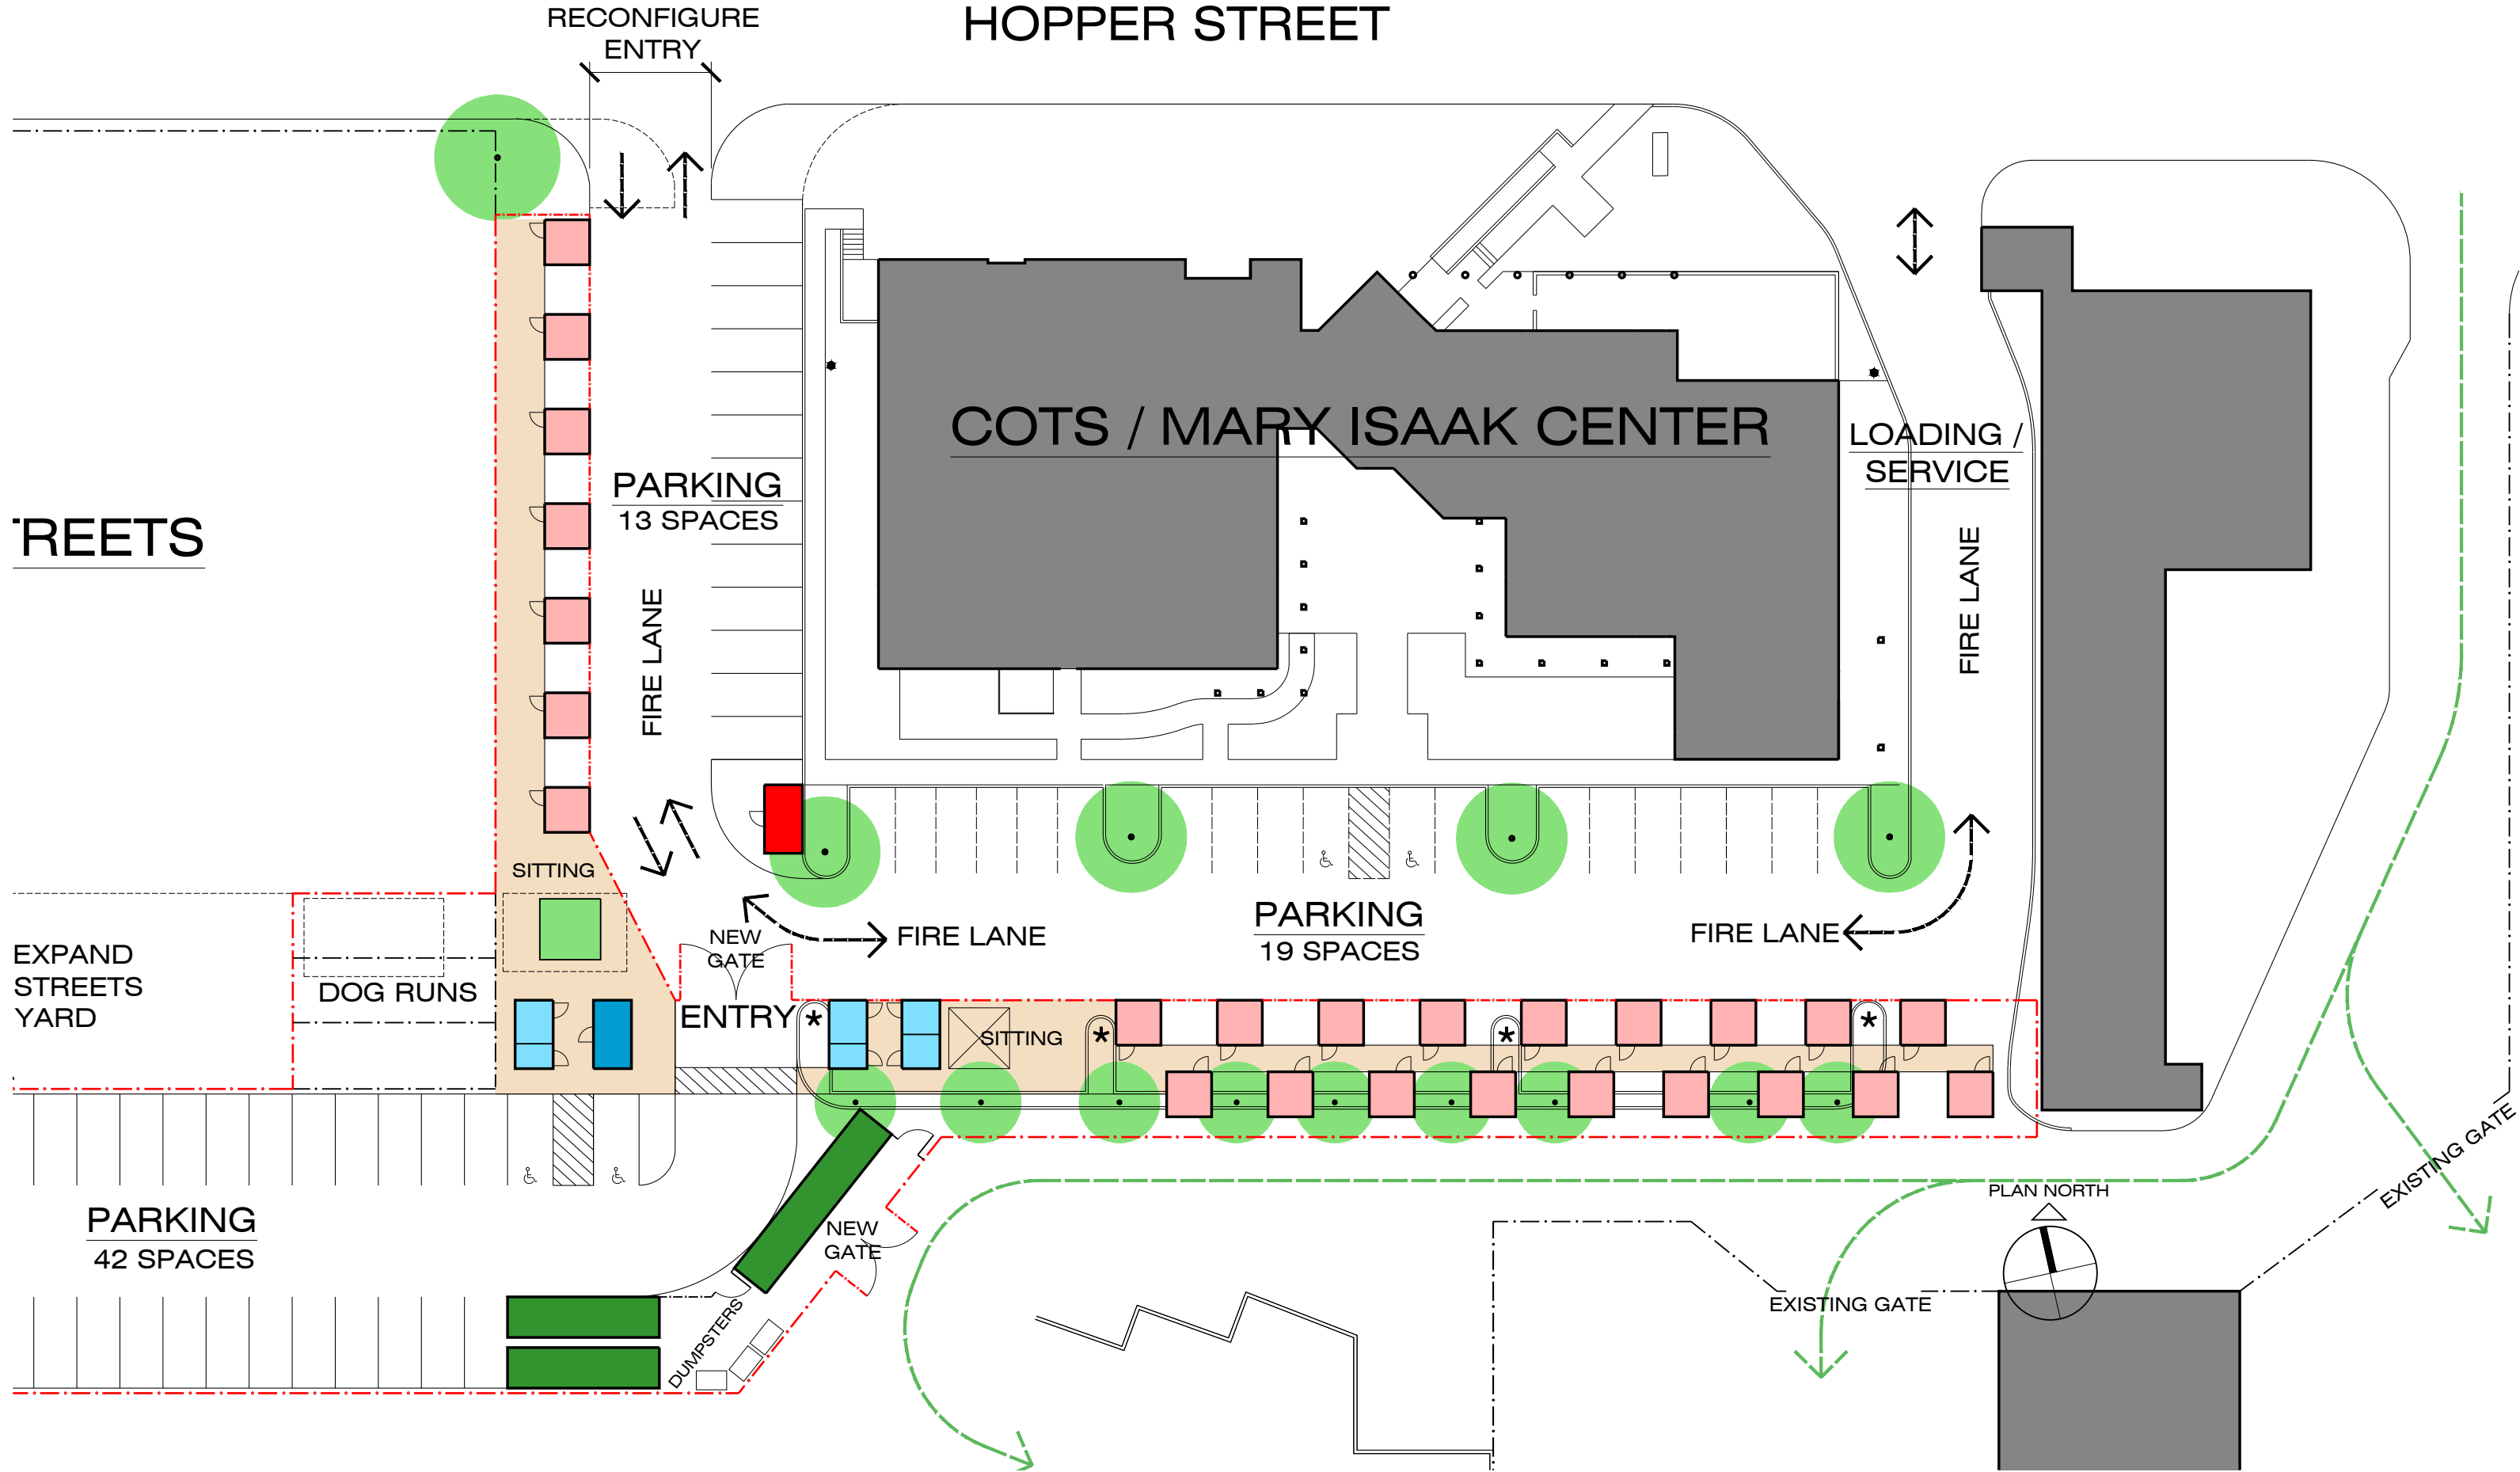 RECONFIGURE
ENTRY
HOPPER STREET
COTS / MARY ISAAK CENTER
LOADING /
SERVICE
PARKING
13 SPACES
TREETS
FIRE LANE
FIRE LANE
SITTING
EXPAND
STREETS
YARD
DOG RUNS
NEW
GATE
ENTRY
FIRE LANE
PARKING
19 SPACES
FIRE LANE
*
SITTING
*
*
*
PARKING
42 SPACES
NEW
GATE
DUMPSTERS
PLAN NORTH
EXISTING GATE
EXISTING GATE